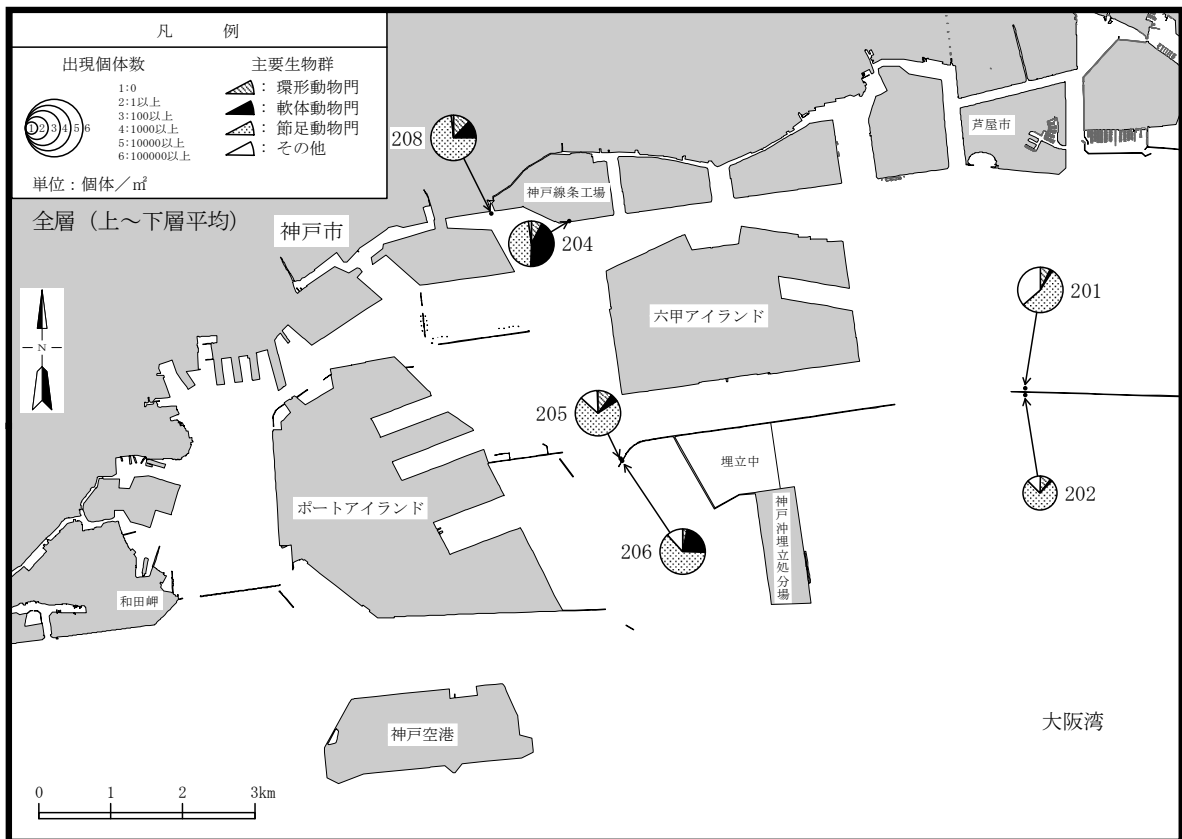 凡 例
出現個体数
1:0
2:1以上
3:100以上
4:1000以上
5:10000以上
6:100000以上
1 2 3 4 5 6
単位：個体／㎡
主要生物群
：環形動物門
：軟体動物門
：節足動物門
：その他
全層（上～下層平均）
神戸市
208
神戸線条工場
204
芦屋市
N
六甲アイランド
201
205
埋立中
202
ポートアイランド
神戸沖埋立処分場
206
和田岬
神戸空港
大阪湾
0 1 2 3km